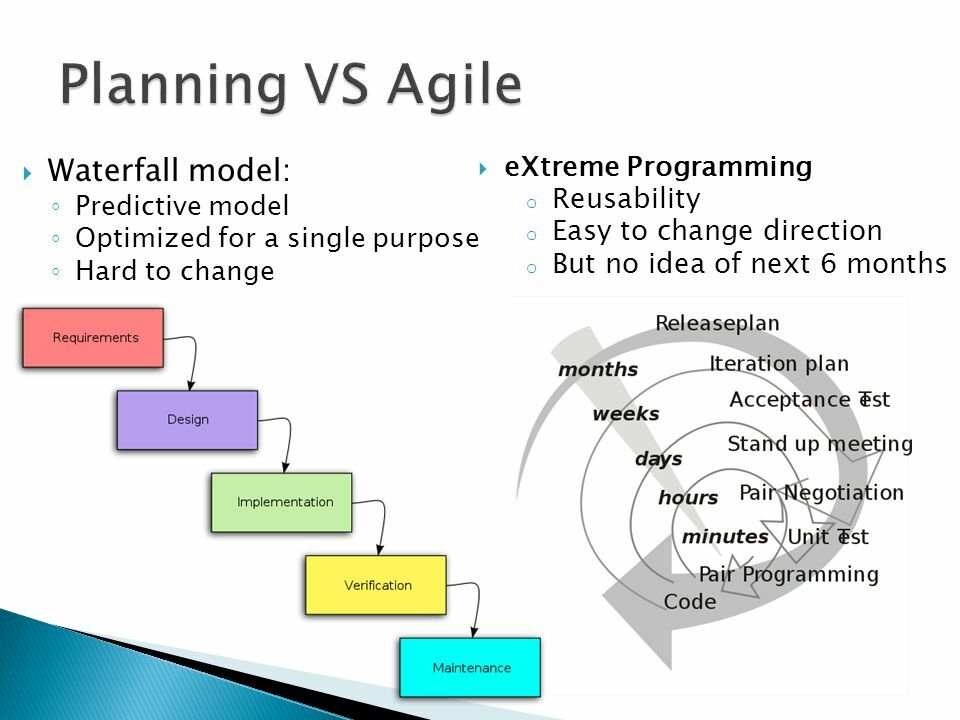 Planning VS Agile
Waterfall model:
Predictive model
Optimized for a single purpose
Hard to change
eXtreme Programming
Reusability
Easy to change direction
But no idea of next 6 months
Requirements
Design
Implementation
Verification
Maintenance
Releaseplan
months
Iteration plan
weeks
Acceptance Test
days
Stand up meeting
hours
Pair Negotiation
minutes
Unit Test
Pair Programming
Code